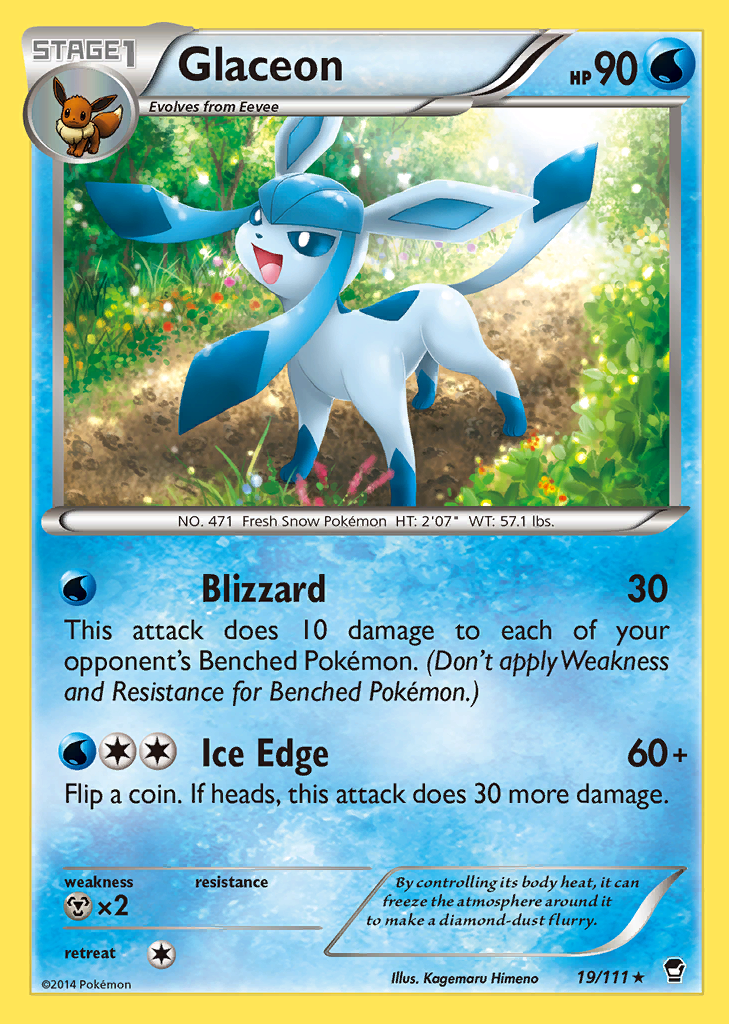 STAGE1
Glaceon
HP 90
Evolves from Eevee
NO. 471 Fresh Snow Pokémon HT: 2'07" WT: 57.1 lbs.
Blizzard 30
This attack does 10 damage to each of your
opponent's Benched Pokémon. (Don't apply Weakness
and Resistance for Benched Pokémon.)
Ice Edge 60+
Flip a coin. If heads, this attack does 30 more damage.
weakness resistance
×2
retreat
By controlling its body heat, it can
freeze the atmosphere around it
to make a diamond-dust flurry.
©2014 Pokémon
Illus. Kagemaru Himeno
19/111 ★